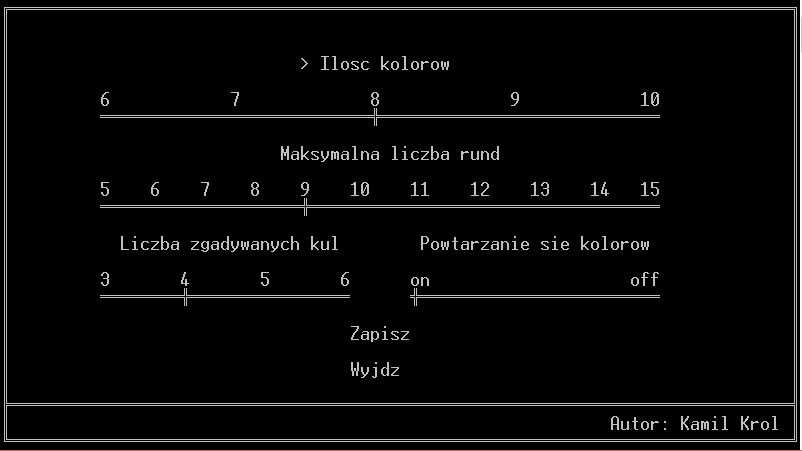 > Ilosc kolorow
6 7 8 9 10
Maksymalna liczba rund
5 6 7 8 9 10 11 12 13 14 15
Liczba zgadywanych kul Powtarzanie sie kolorow
3 4 5 6 on off
Zapisz
Wyjdz
Autor: Kamil Krol